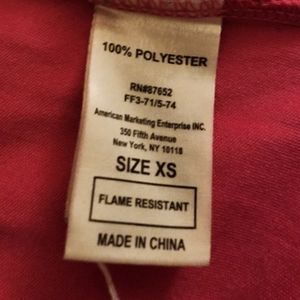 100% POLYESTER
RN#87652
FF3-71/5-74
American Marketing Enterprise INC.
350 Fifth Avenue
New York, NY 10118
SIZE XS
FLAME RESISTANT
MADE IN CHINA